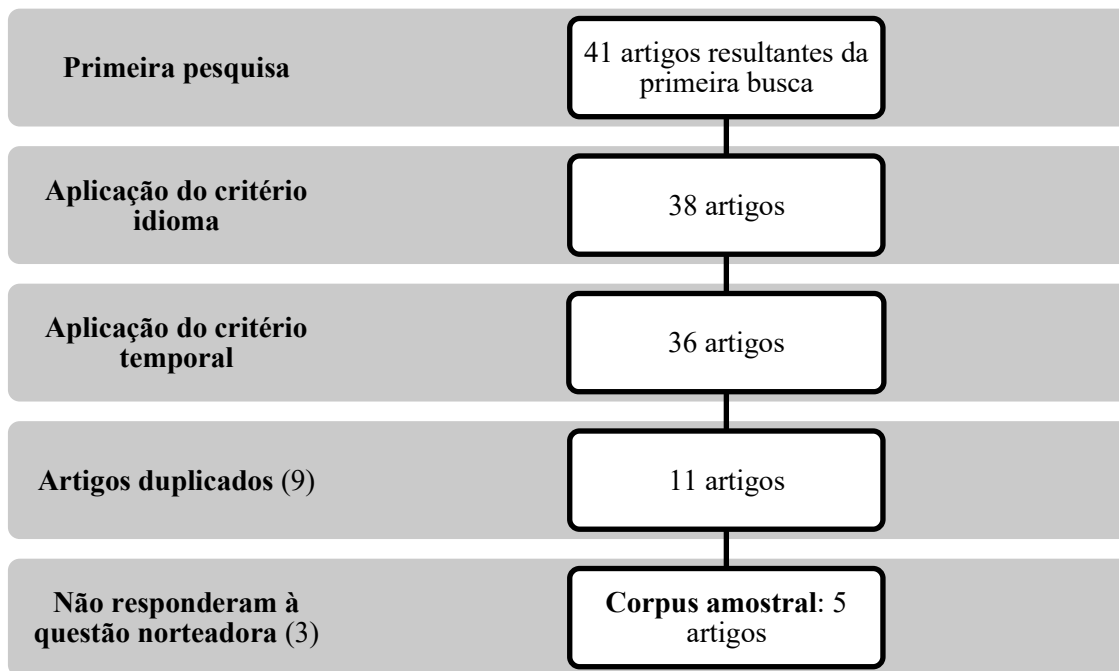 Primeira pesquisa
41 artigos resultantes da
primeira busca
Aplicação do critério
idioma
38 artigos
Aplicação do critério
temporal
36 artigos
Artigos duplicados (9)
11 artigos
Não responderam à
questão norteadora (3)
Corpus amostral: 5
artigos